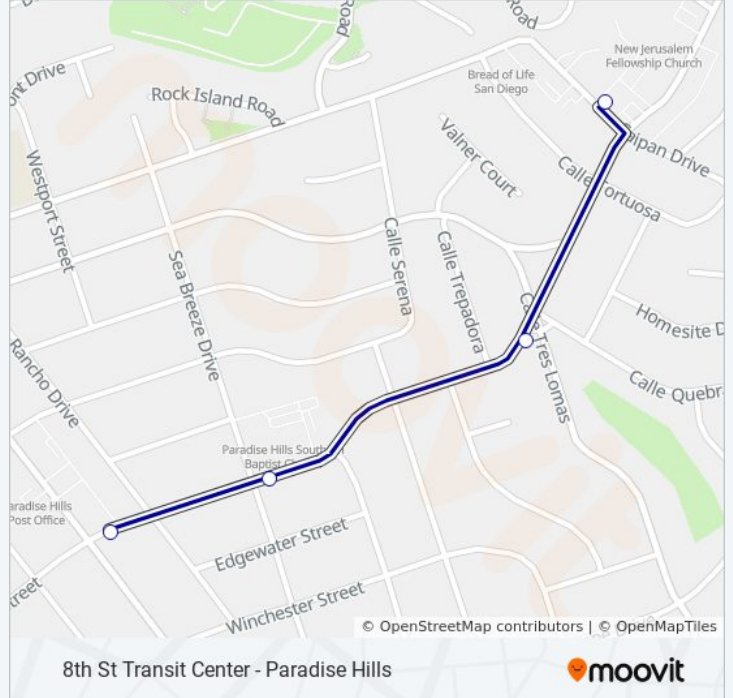 Road
Road
New Jerusalem
Fellowship Church
Bread of Life
San Diego
ont Drive
Rock Island Road
Valner Court
Saipan Drive
Calle Tortuosa
Westport Street
Calle Serena
Calle Trepadora
Sea Breeze Drive
Calle Tres Lomas
Homesite D
Rancho Drive
Calle Quebr
Paradise Hills South
Baptist Ch
aradise Hills
Post Office
Edgewater Street
treet
Winchester Street
moovit
© OpenStreetMap contributors | © OpenMapTiles
8th St Transit Center - Paradise Hills
moovit